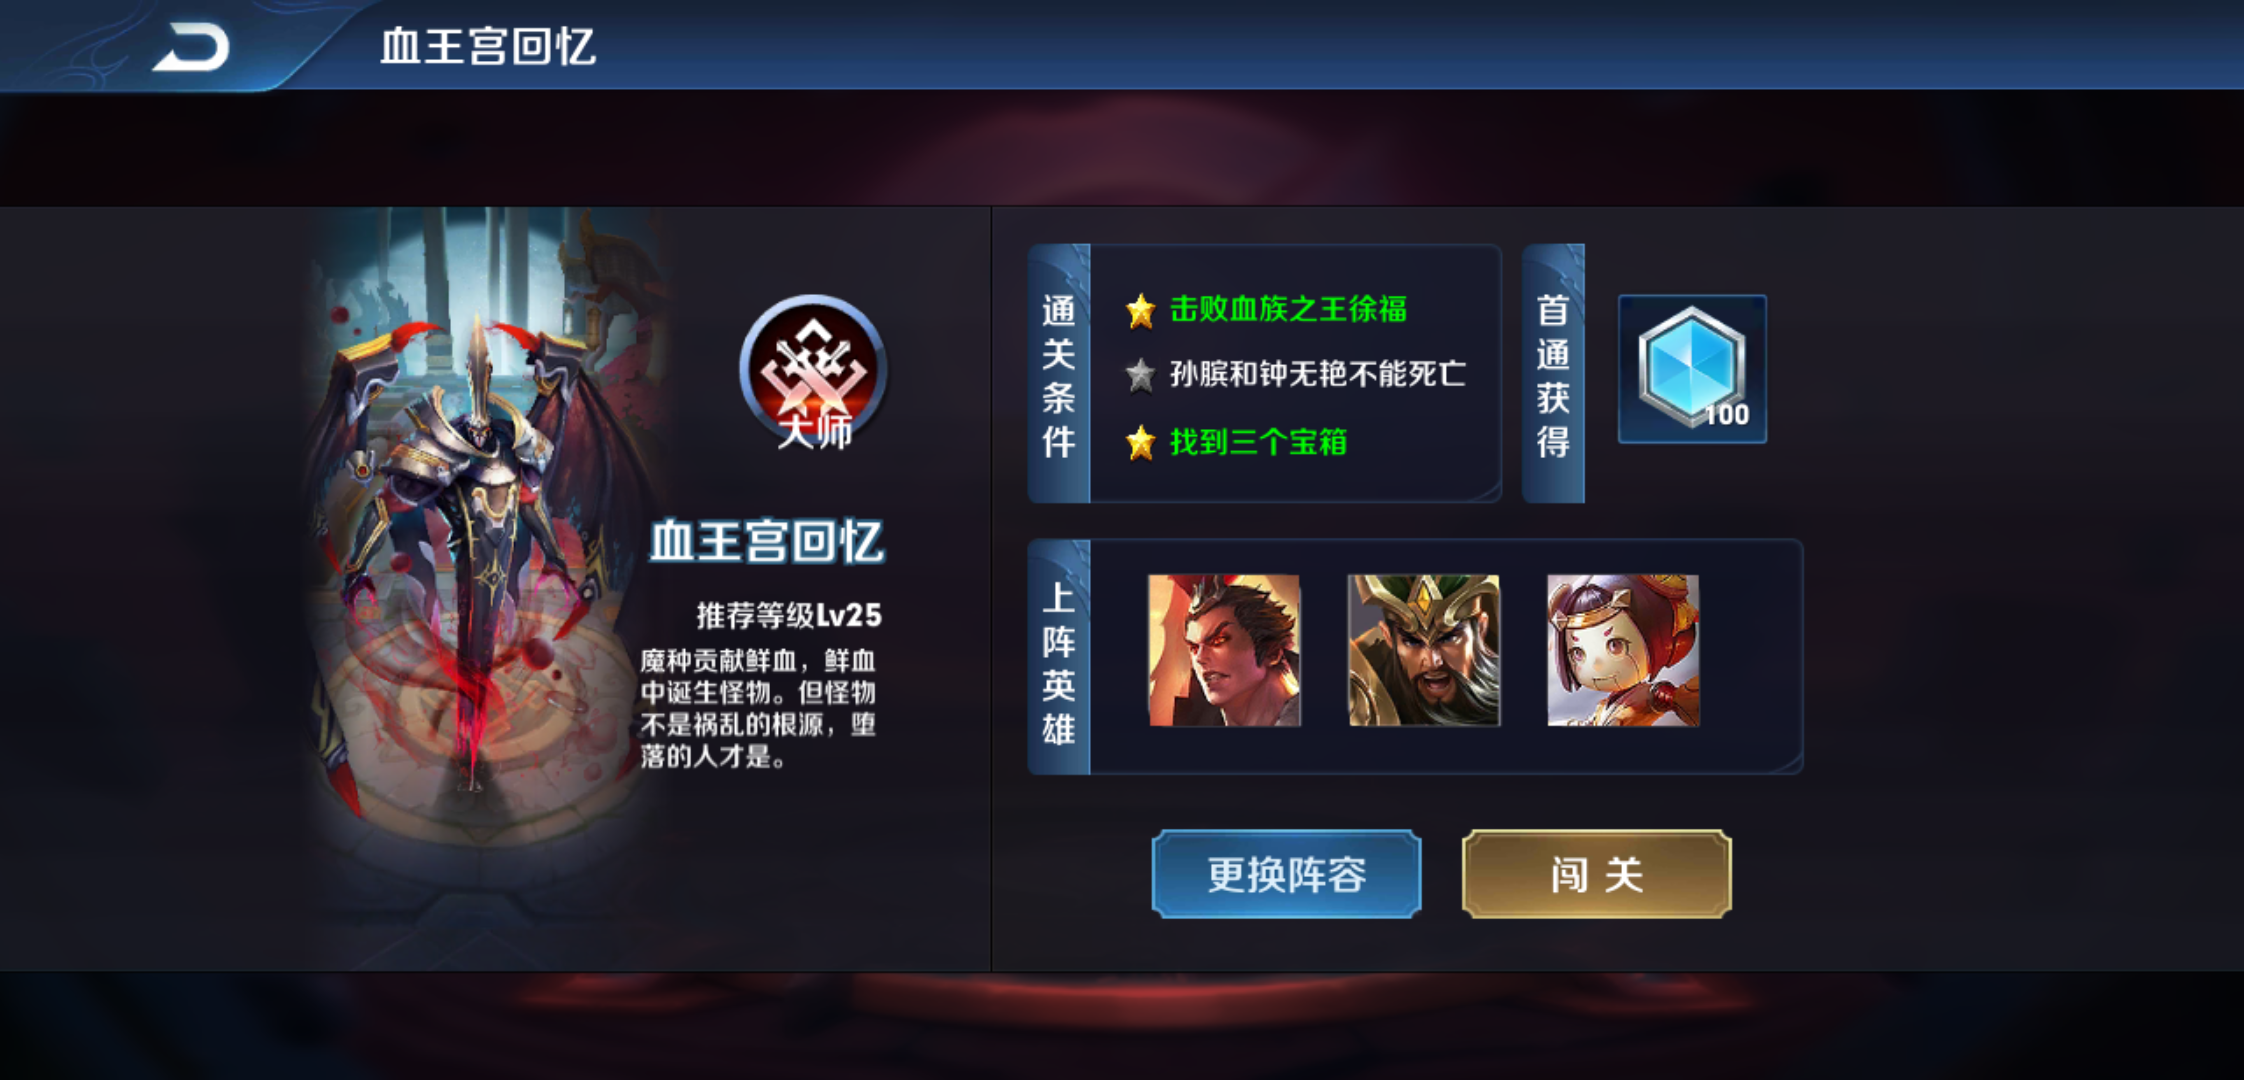 血王宫回忆
大师
血王宫回忆
推荐等级Lv25
魔种贡献鲜血，鲜血
中诞生怪物。但怪物
不是祸乱的根源，堕
落的人才是。
通关条件
击败血族之王徐福
孙膑和钟无艳不能死亡
找到三个宝箱
首通获得
100
上阵英雄
更换阵容
闯关